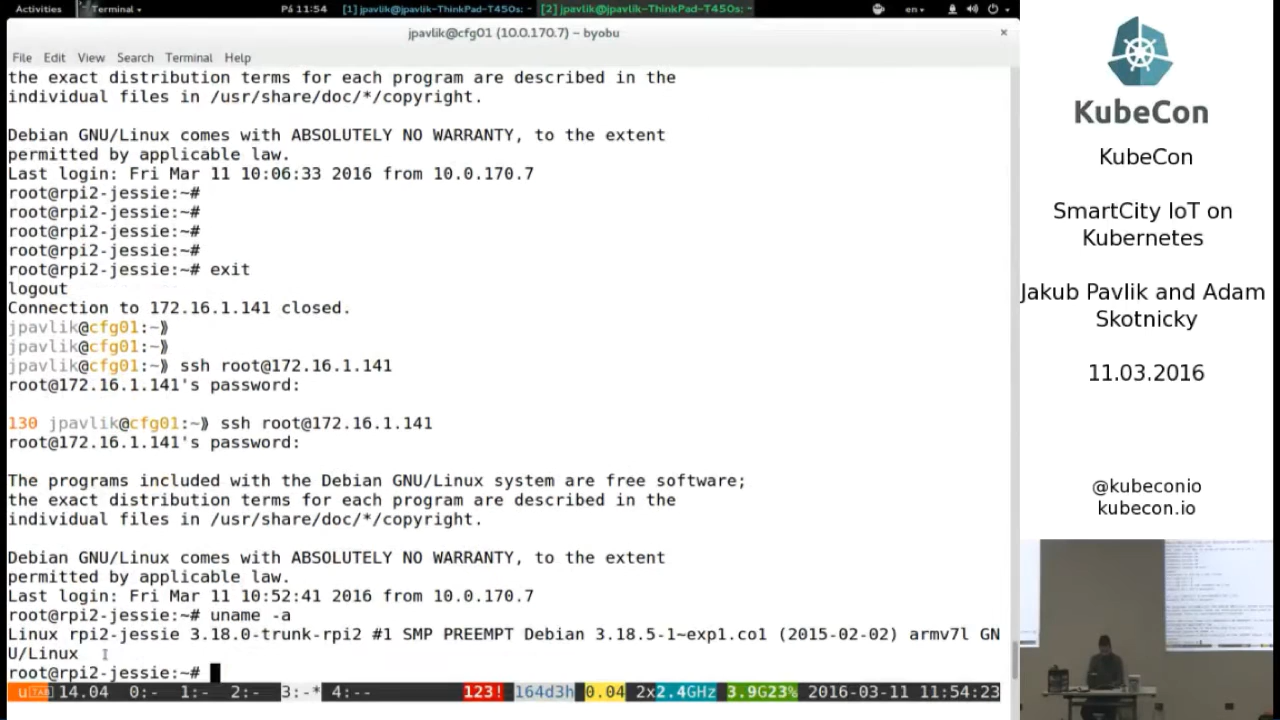 Activities Terminal Pá 11:54 [1] jpavlik@jpavlik-ThinkPad-T450s: ~ [2] jpavlik@jpavlik-ThinkPad-T450s: ~ en
jpavlik@cfg01 (10.0.170.7) – byobu ×
File Edit View Search Terminal Help
the exact distribution terms for each program are described in the
individual files in /usr/share/doc/*/copyright.
Debian GNU/Linux comes with ABSOLUTELY NO WARRANTY, to the extent
permitted by applicable law.
Last login: Fri Mar 11 10:06:33 2016 from 10.0.170.7
root@rpi2-jessie:~#
root@rpi2-jessie:~#
root@rpi2-jessie:~#
root@rpi2-jessie:~#
root@rpi2-jessie:~# exit
logout
Connection to 172.16.1.141 closed.
jpavlik@cfg01:~⟫
jpavlik@cfg01:~⟫
jpavlik@cfg01:~⟫ ssh root@172.16.1.141
root@172.16.1.141's password:
130 jpavlik@cfg01:~⟫ ssh root@172.16.1.141
root@172.16.1.141's password:
The programs included with the Debian GNU/Linux system are free software;
the exact distribution terms for each program are described in the
individual files in /usr/share/doc/*/copyright.
Debian GNU/Linux comes with ABSOLUTELY NO WARRANTY, to the extent
permitted by applicable law.
Last login: Fri Mar 11 10:52:41 2016 from 10.0.170.7
root@rpi2-jessie:~# uname -a
Linux rpi2-jessie 3.18.0-trunk-rpi2 #1 SMP PREEMPT Debian 3.18.5-1~exp1.co1 (2015-02-02) armv7l GN
U/Linux
root@rpi2-jessie:~#
u TAB 14.04 0:- 1:- 2:- 3:-* 4:-- 123! 164d3h 0.04 2x2.4GHz 3.9G23% 2016-03-11 11:54:23
KubeCon
KubeCon
SmartCity IoT on
Kubernetes
Jakub Pavlik and Adam
Skotnicky
11.03.2016
@kubeconio
kubecon.io